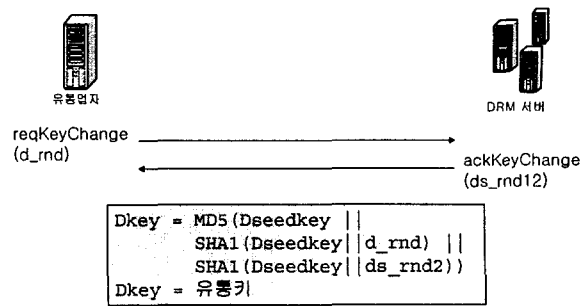 유통업자
DRM 서버
reqKeyChange
(d_rnd)
ackKeyChange
(ds_rnd12)
Dkey = MD5(Dseedkey ||
SHA1(Dseedkey||d_rnd) ||
SHA1(Dseedkey||ds_rnd2))
Dkey = 유통키